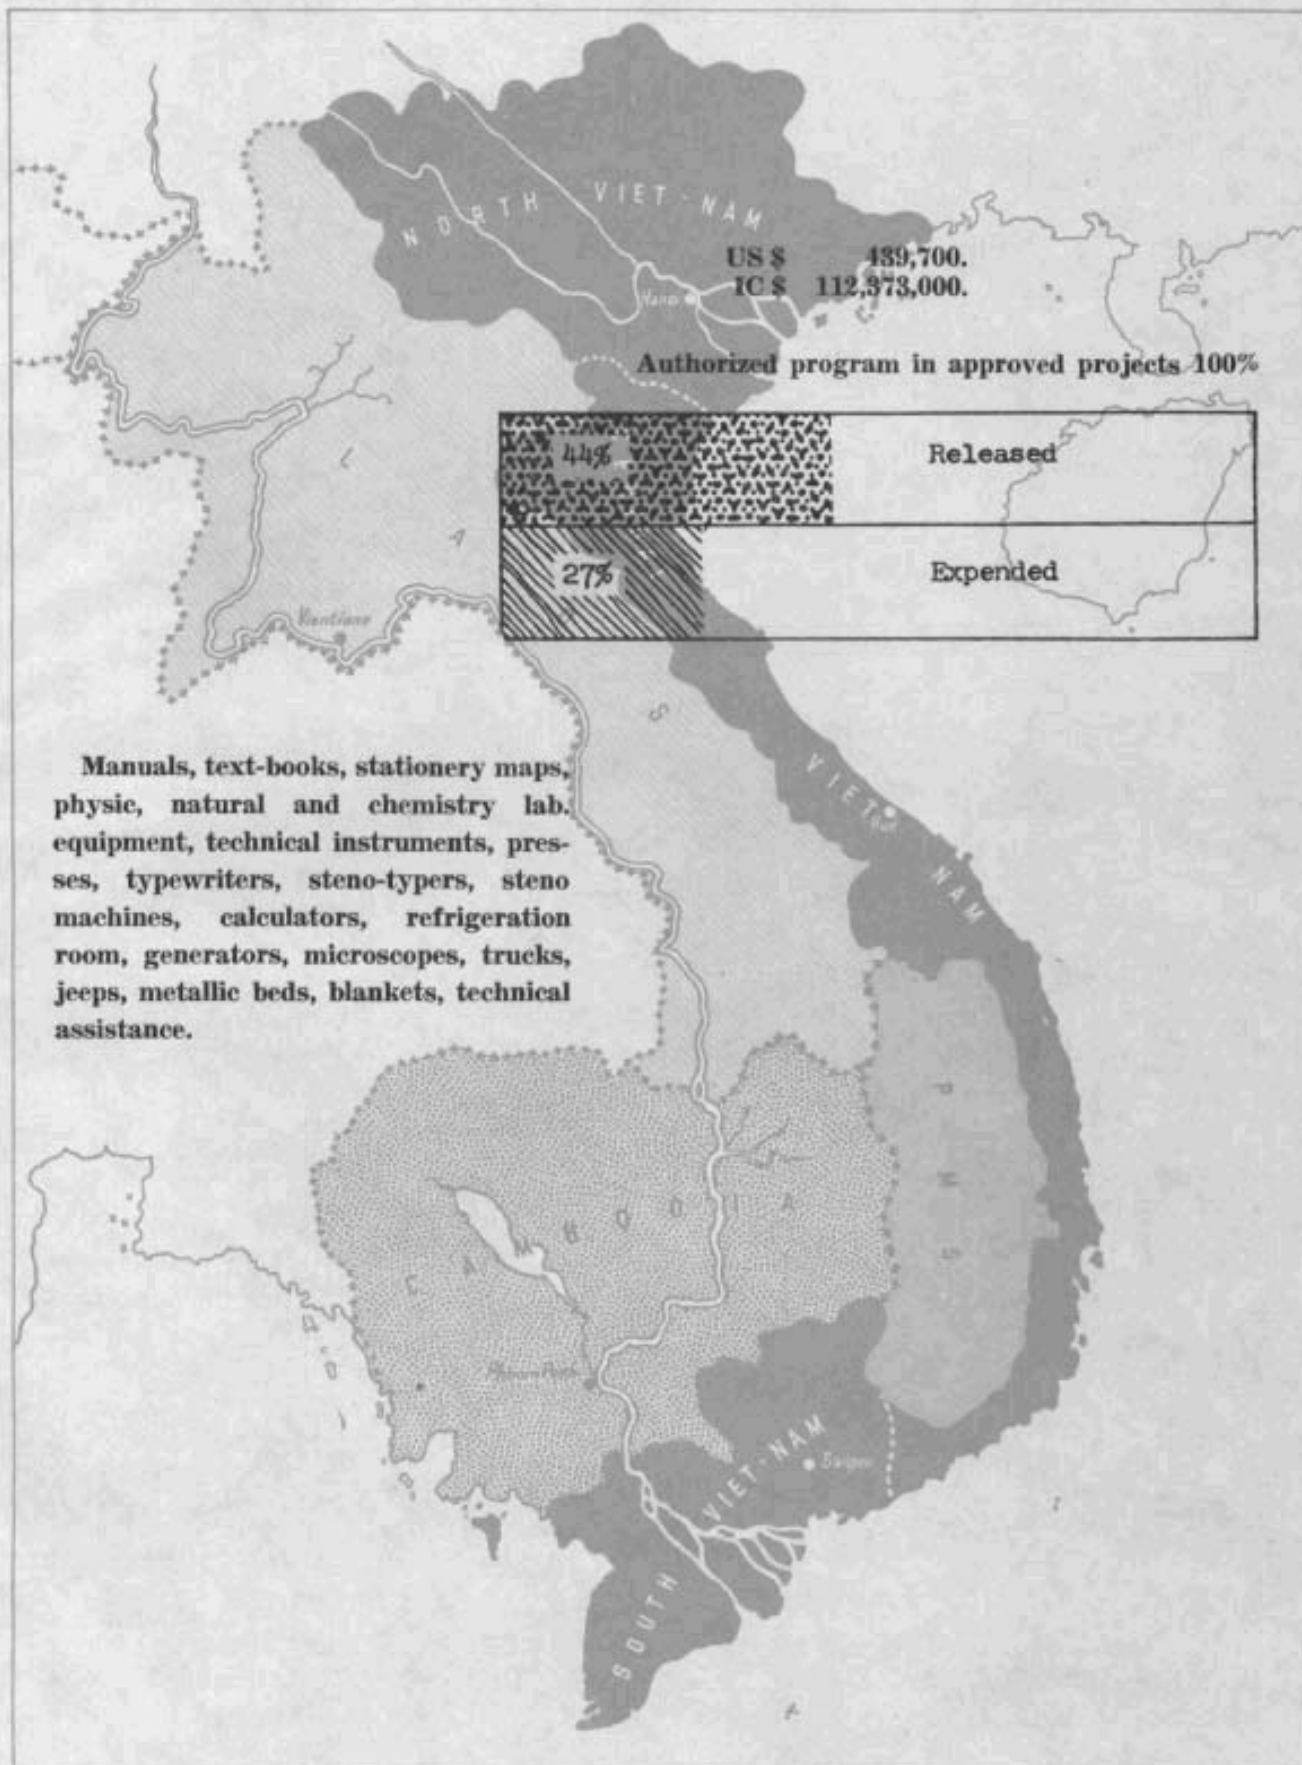 NORTH VIET-NAM
US $ 439,700.
IC $ 112,373,000.
Hanoi
Authorized program in approved projects 100%
44% Released
27% Expended
L A
S
Vientiane
VIET NAM
Manuals, text-books, stationery maps,
physic, natural and chemistry lab.
equipment, technical instruments, pres-
ses, typewriters, steno-typers, steno
machines, calculators, refrigeration
room, generators, microscopes, trucks,
jeeps, metallic beds, blankets, technical
assistance.
P M S
CAMBODIA
Phnom Penh
SOUTH VIET-NAM
Saigon